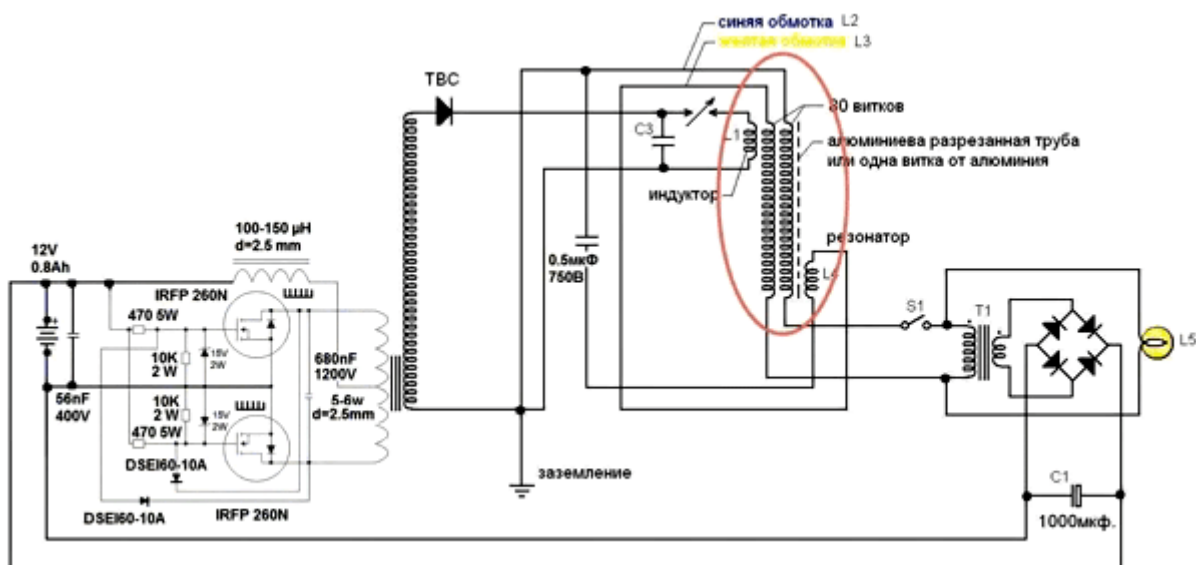 синяя обмотка L2
желтая обмотка L3
ТВС
80 витков
C3
L1
алюминиева разрезанная труба
или одна витка от алюминия
индуктор
100-150 µH
d=2.5 mm
резонатор
12V
0.8Ah
0.5мкФ
750В
L4
IRFP 260N
S1
T1
470 5W
L5
10K
2 W
15V
2W
680nF
1200V
56nF
400V
10K
2 W
15V
2W
5-6w
d=2.5mm
470 5W
DSEI60-10A
заземление
C1
DSEI60-10A
IRFP 260N
1000мкф.